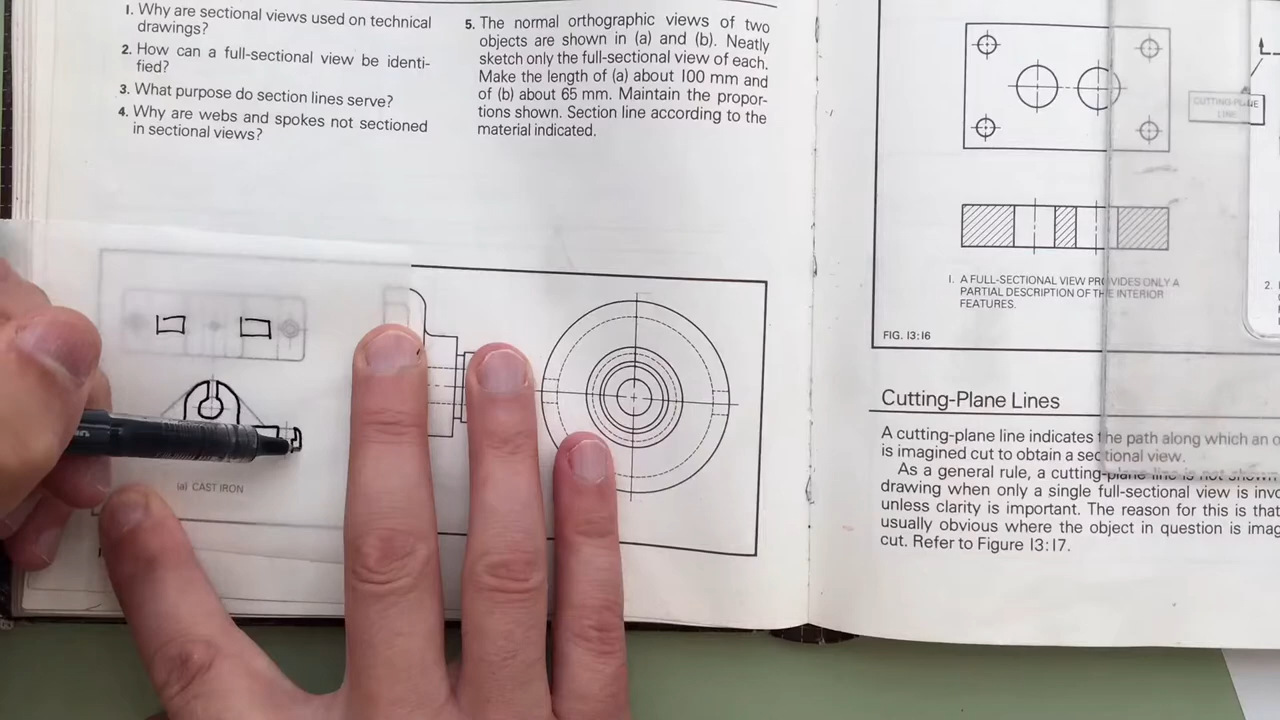 1. Why are sectional views used on technical
drawings?
2. How can a full-sectional view be identi-
fied?
3. What purpose do section lines serve?
4. Why are webs and spokes not sectioned
in sectional views?
5. The normal orthographic views of two
objects are shown in (a) and (b). Neatly
sketch only the full-sectional view of each.
Make the length of (a) about 100 mm and
of (b) about 65 mm. Maintain the propor-
tions shown. Section line according to the
material indicated.
(a) CAST IRON
CUTTING-PLANE
LINE
1. A FULL-SECTIONAL VIEW PROVIDES ONLY A
PARTIAL DESCRIPTION OF THE INTERIOR
FEATURES.
2.
FIG. 13:16
Cutting-Plane Lines
A cutting-plane line indicates the path along which an o
is imagined cut to obtain a sectional view.
As a general rule, a cutting-plane line is not shown
drawing when only a single full-sectional view is invo
unless clarity is important. The reason for this is that
usually obvious where the object in question is imag
cut. Refer to Figure 13:17.